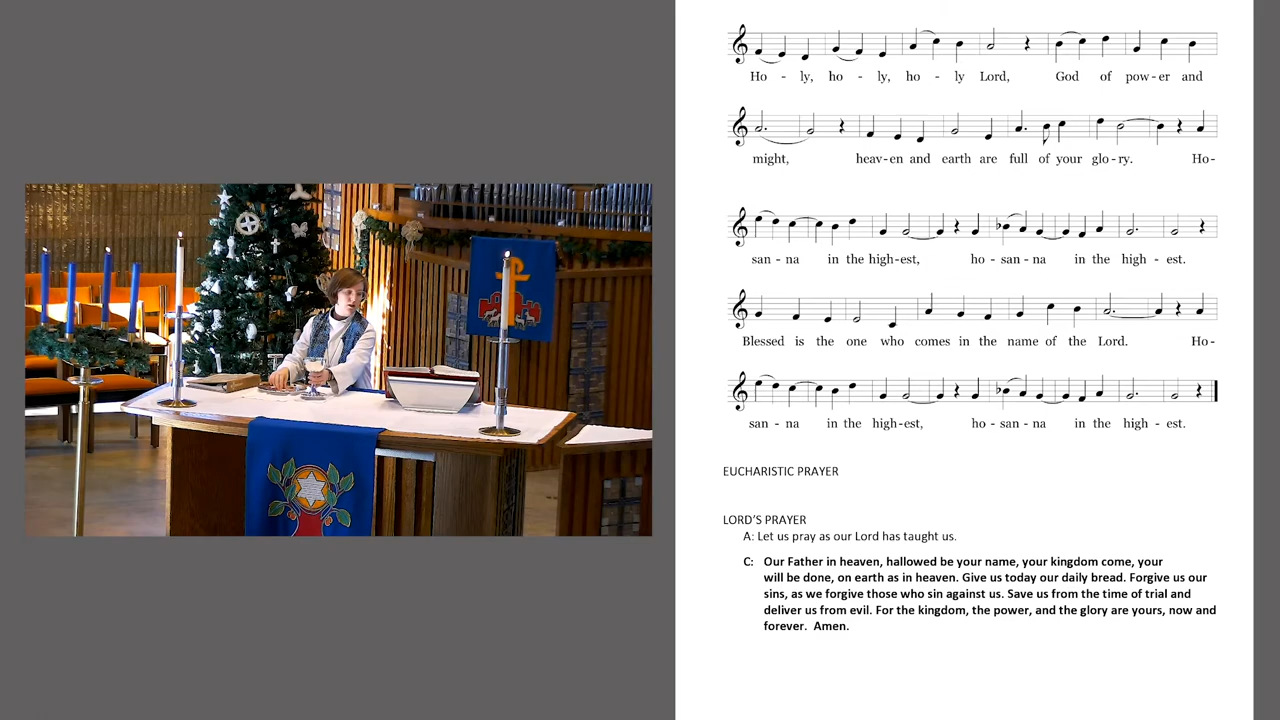 Ho - ly, ho - ly, ho - ly Lord, God of pow - er and
might, heav - en and earth are full of your glo - ry. Ho -
san - na in the high - est, ho - san - na in the high - est.
Blessed is the one who comes in the name of the Lord. Ho -
san - na in the high - est, ho - san - na in the high - est.
EUCHARISTIC PRAYER
LORD'S PRAYER
A: Let us pray as our Lord has taught us.
C: Our Father in heaven, hallowed be your name, your kingdom come, your
will be done, on earth as in heaven. Give us today our daily bread. Forgive us our
sins, as we forgive those who sin against us. Save us from the time of trial and
deliver us from evil. For the kingdom, the power, and the glory are yours, now and
forever. Amen.